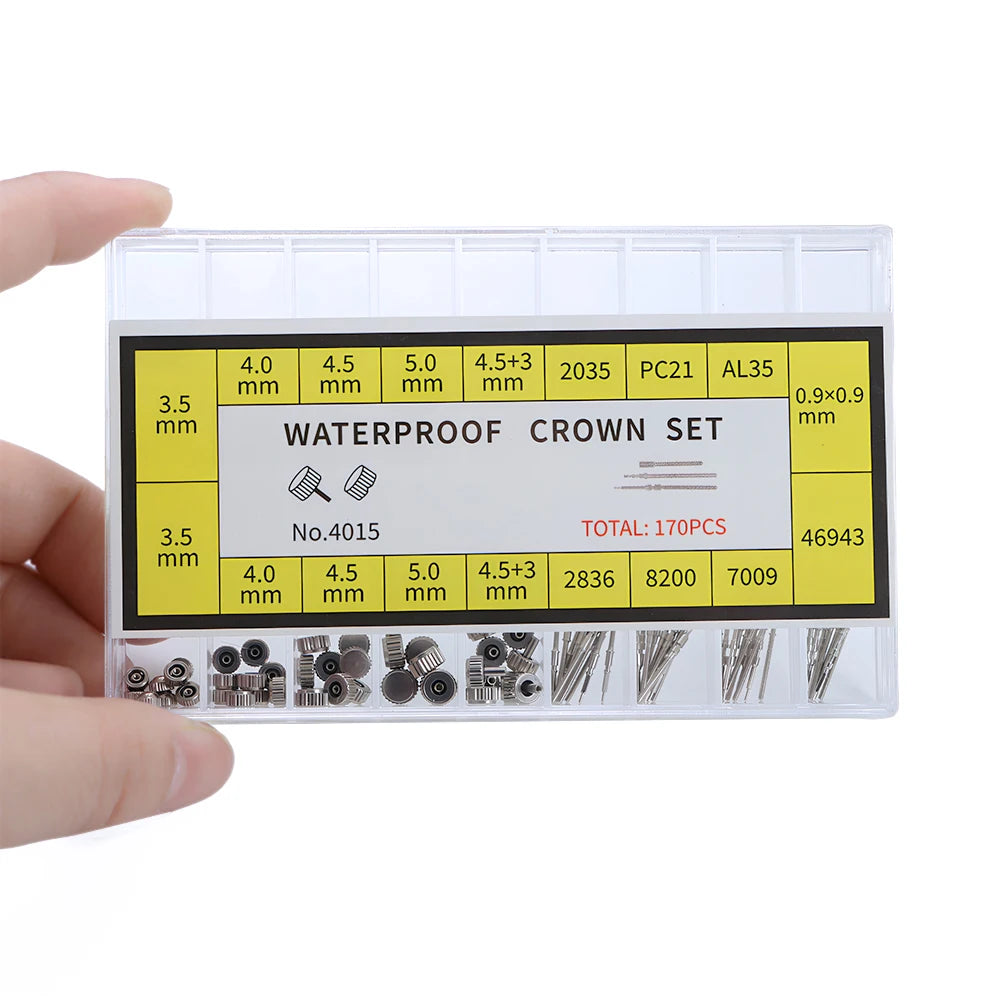 3.5
mm
4.0
mm
4.5
mm
5.0
mm
4.5+3
mm
2035
PC21
AL35
0.9×0.9
mm
WATERPROOF CROWN SET
No.4015
TOTAL: 170PCS
3.5
mm
4.0
mm
4.5
mm
5.0
mm
4.5+3
mm
2836
8200
7009
46943